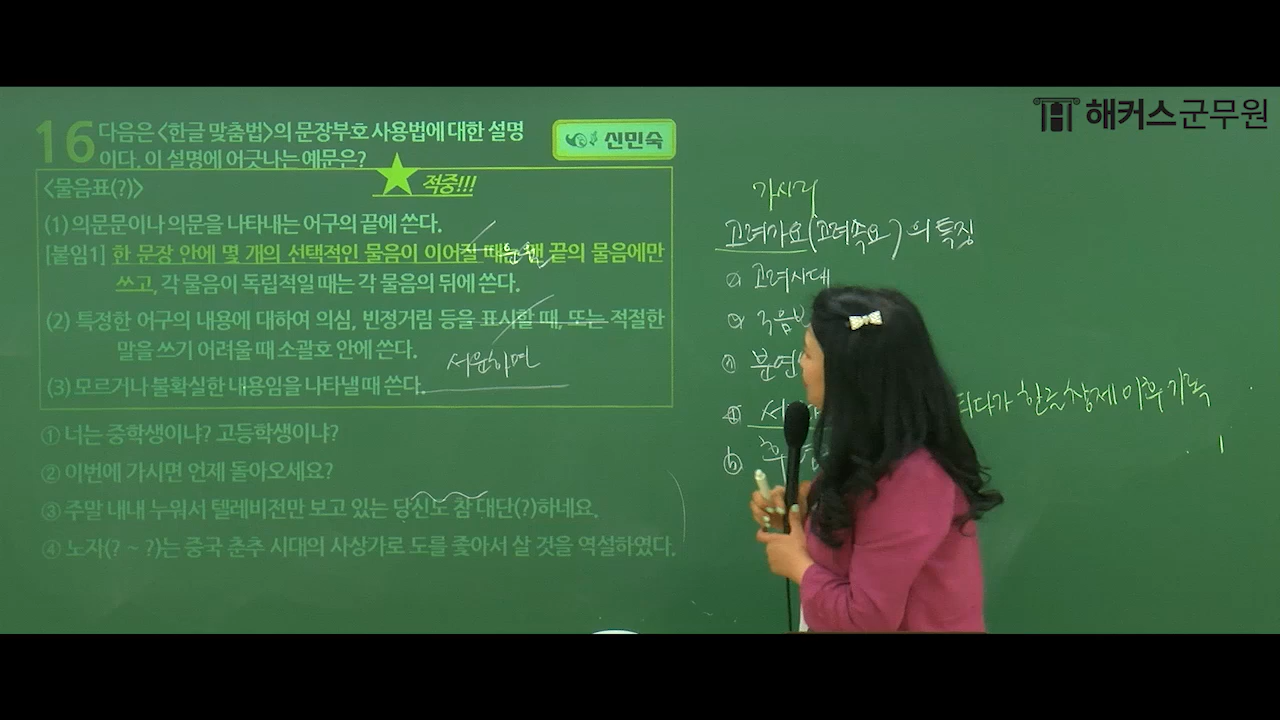 해커스군무원
16 다음은 <한글 맞춤법>의 문장부호 사용법에 대한 설명
이다. 이 설명에 어긋나는 예문은?
신민숙
<물음표(?)>
적중!!!
(1) 의문문이나 의문을 나타내는 어구의 끝에 쓴다.
[붙임1] 한 문장 안에 몇 개의 선택적인 물음이 이어질 때는 맨 끝의 물음에만
쓰고, 각 물음이 독립적일 때는 각 물음의 뒤에 쓴다.
(2) 특정한 어구의 내용에 대하여 의심, 빈정거림 등을 표시할 때, 또는 적절한
말을 쓰기 어려울 때 소괄호 안에 쓴다.
(3) 모르거나 불확실한 내용임을 나타낼 때 쓴다.
① 너는 중학생이냐? 고등학생이냐?
② 이번에 가시면 언제 돌아오세요?
③ 주말 내내 누워서 텔레비전만 보고 있는 당신도 참 대단(?)하네요.
④ 노자(? ~ ?)는 중국 춘추 시대의 사상가로 도를 좇아서 살 것을 역설하였다.
가시리
고려가요(고려속요)의 특징
고려시대
한글창제 이후 기록